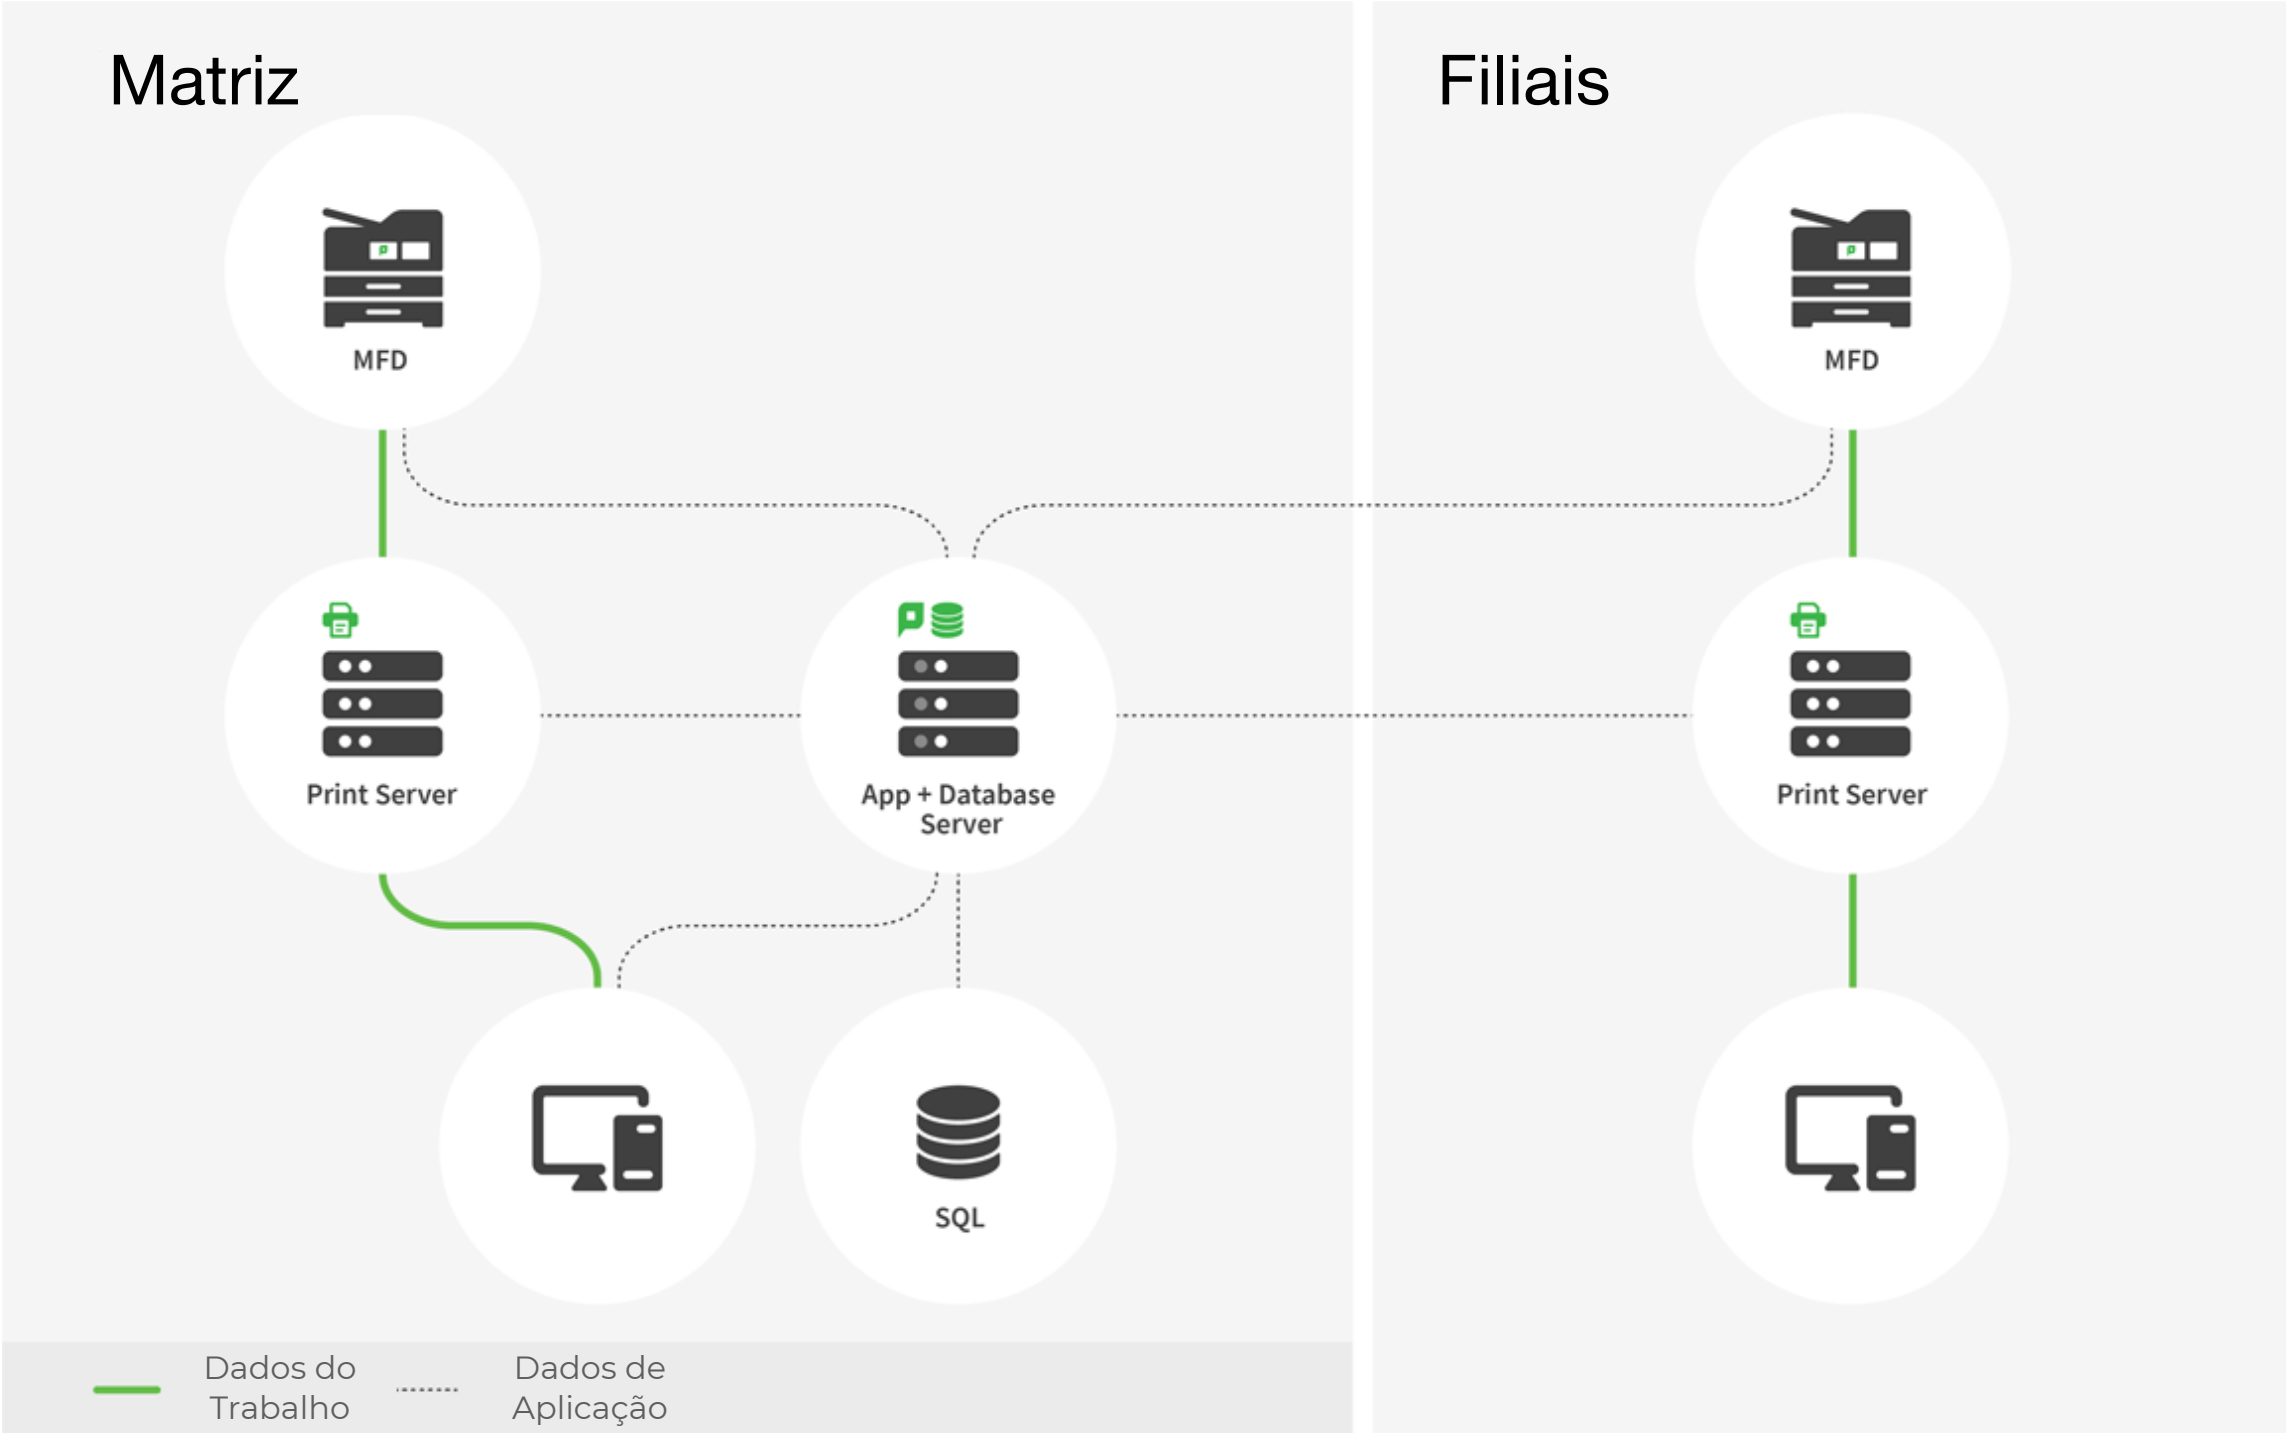 Matriz
Filiais
MFD
MFD
Print Server
App + Database
Server
Print Server
SQL
Dados do
Trabalho
Dados de
Aplicação